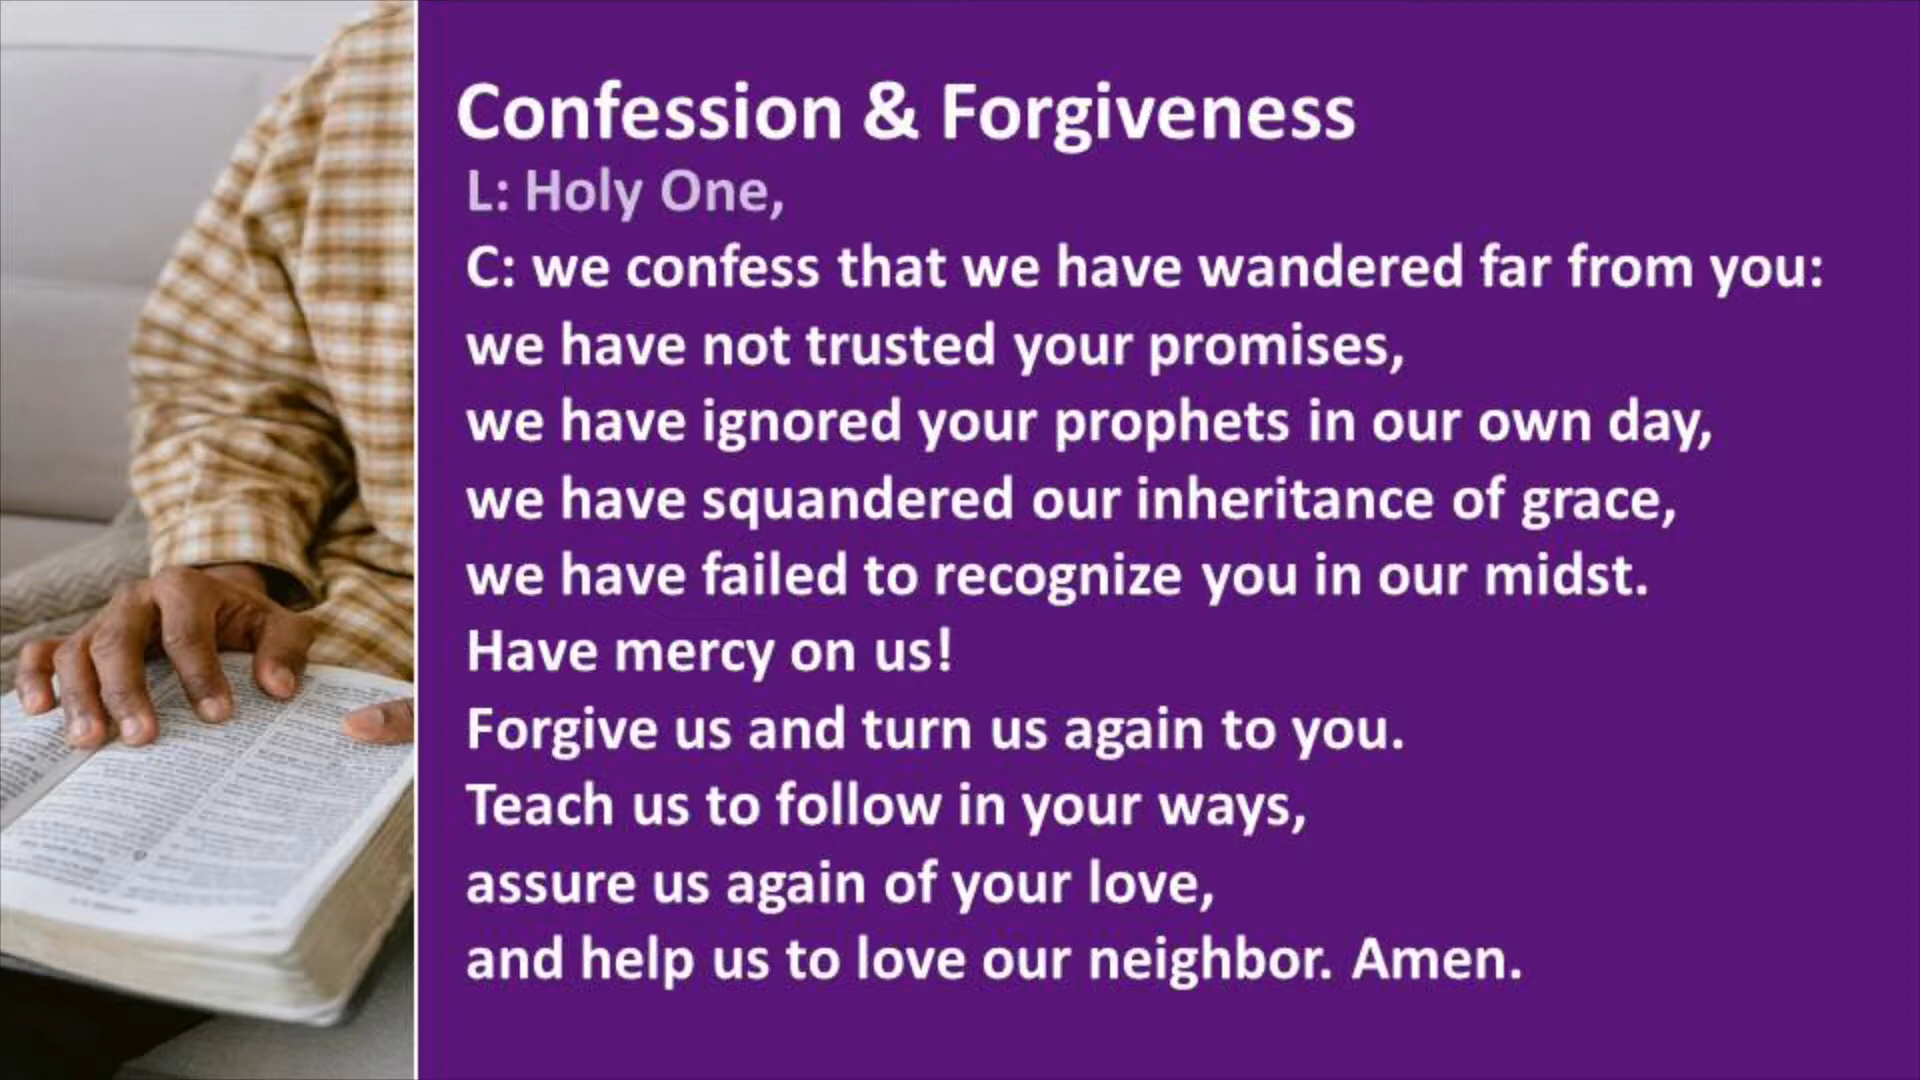 Confession & Forgiveness
L: Holy One,
C: we confess that we have wandered far from you:
we have not trusted your promises,
we have ignored your prophets in our own day,
we have squandered our inheritance of grace,
we have failed to recognize you in our midst.
Have mercy on us!
Forgive us and turn us again to you.
Teach us to follow in your ways,
assure us again of your love,
and help us to love our neighbor. Amen.